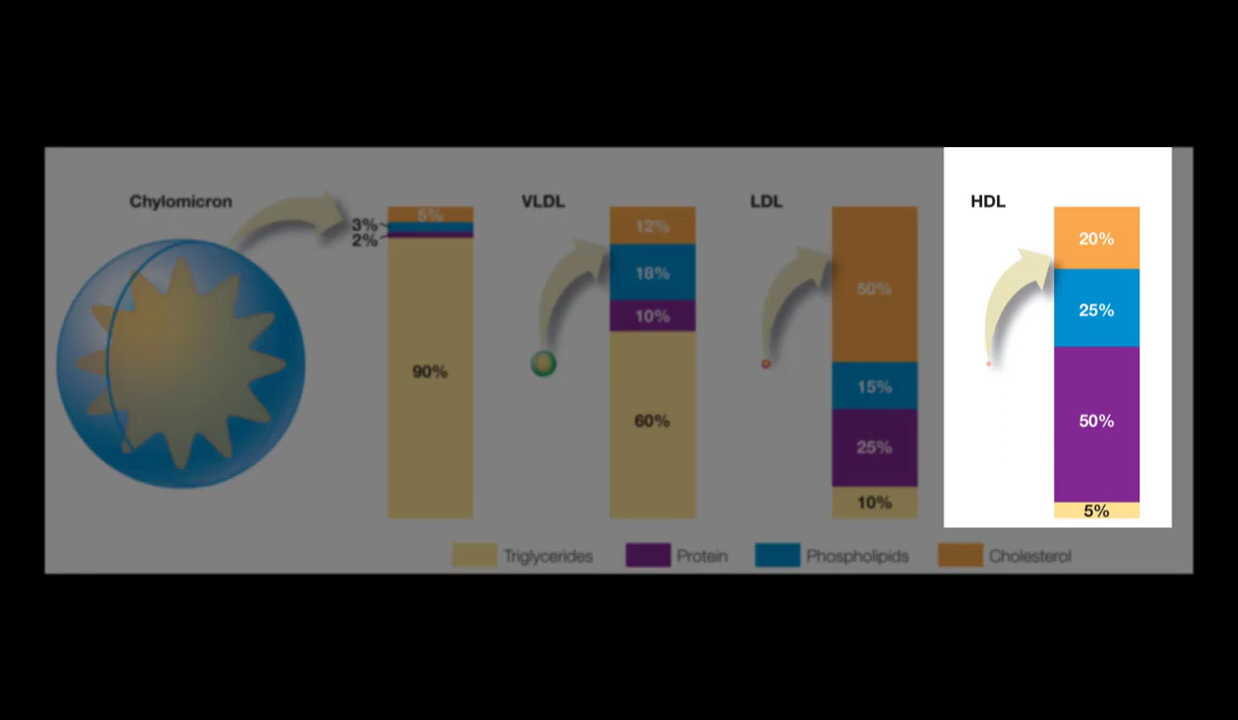 Chylomicron
3%
2%
5%
90%
VLDL
12%
18%
10%
60%
LDL
50%
15%
25%
10%
HDL
20%
25%
50%
5%
Triglycerides
Protein
Phospholipids
Cholesterol